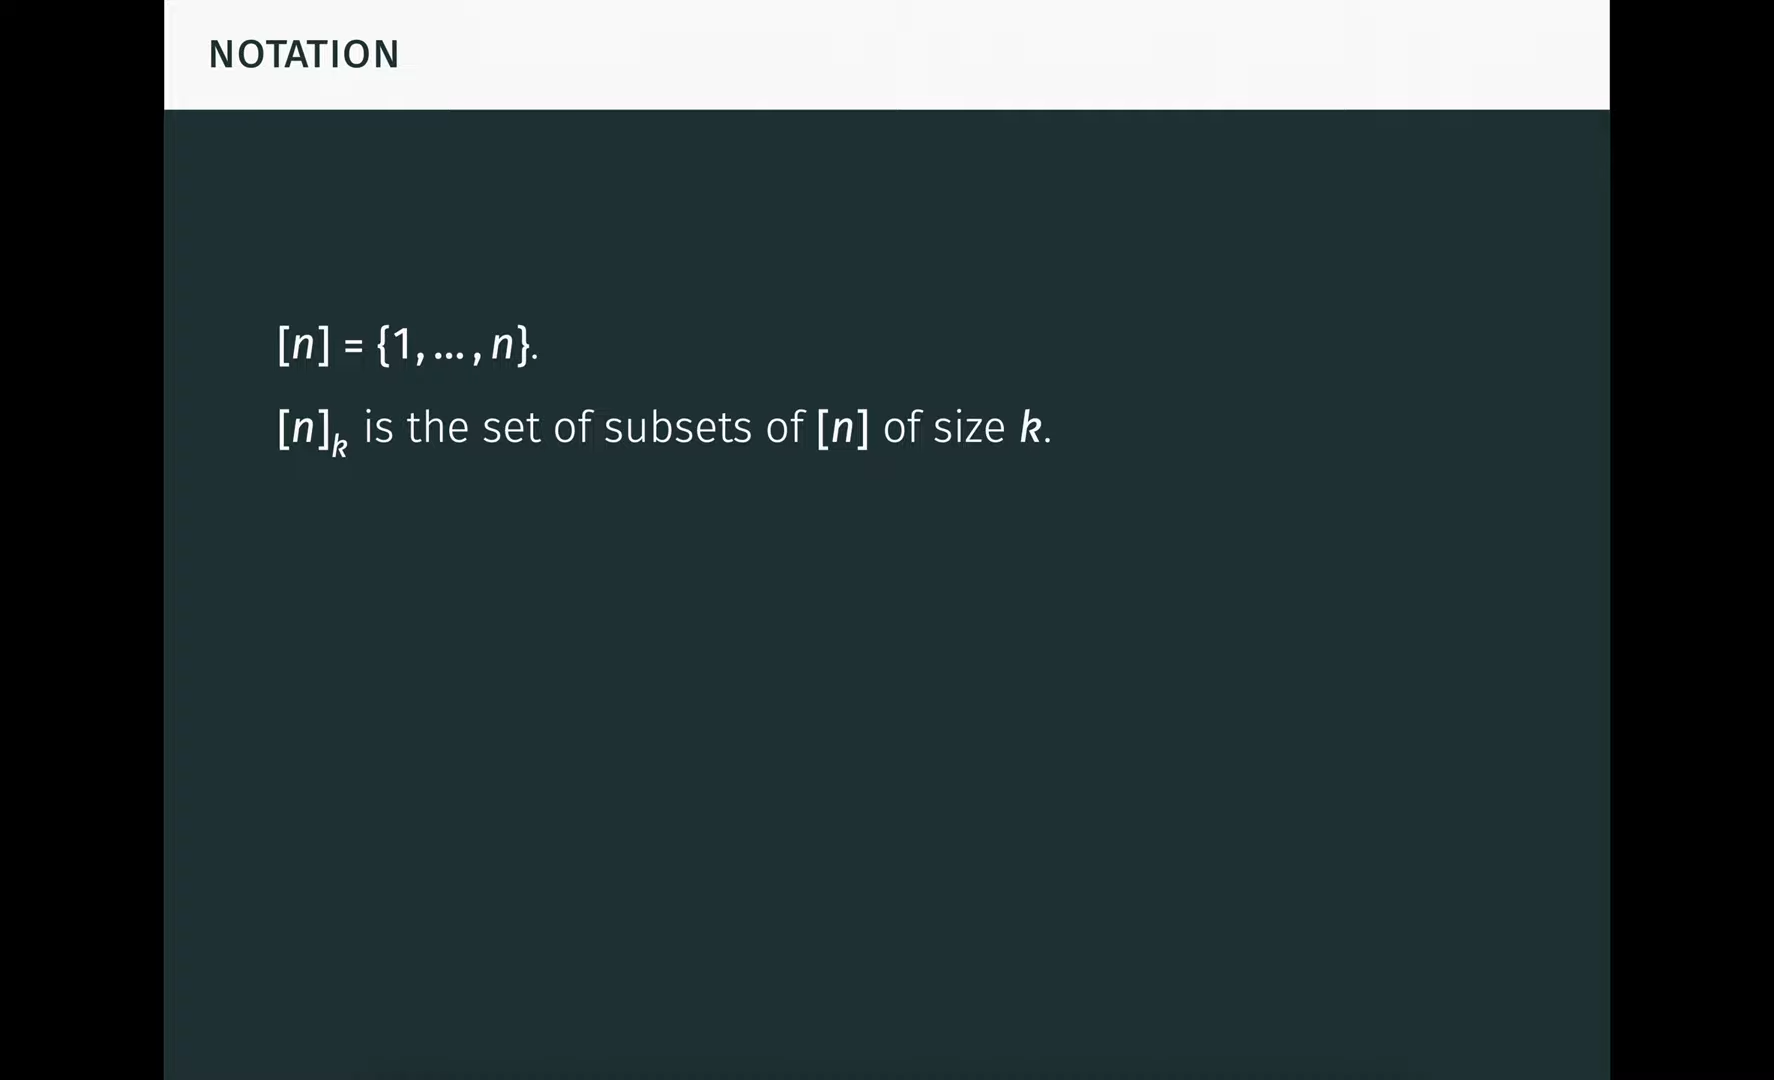 NOTATION
[n] = {1, … , n}.
[n]ₖ is the set of subsets of [n] of size k.